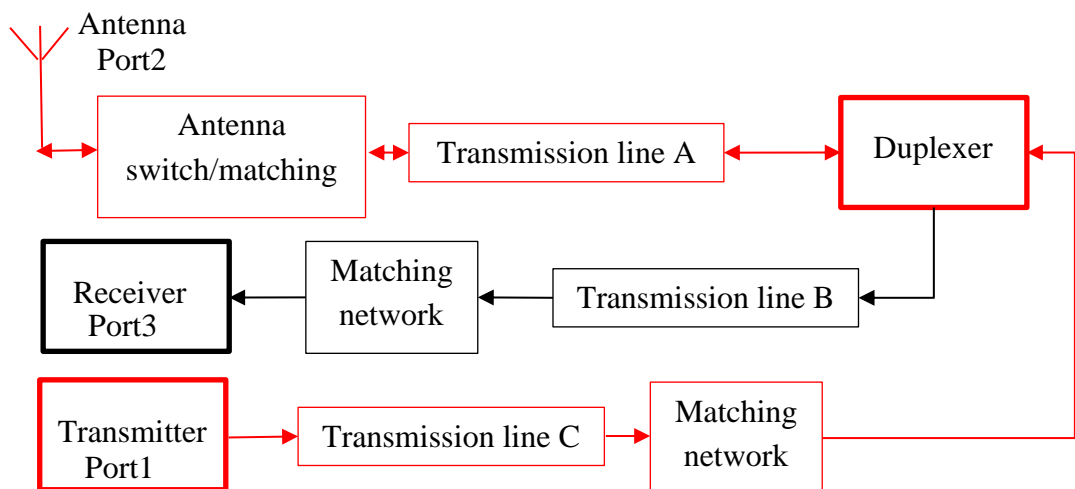 Antenna
Port2
Antenna
switch/matching
Transmission line A
Duplexer
Receiver
Port3
Matching
network
Transmission line B
Transmitter
Port1
Transmission line C
Matching
network